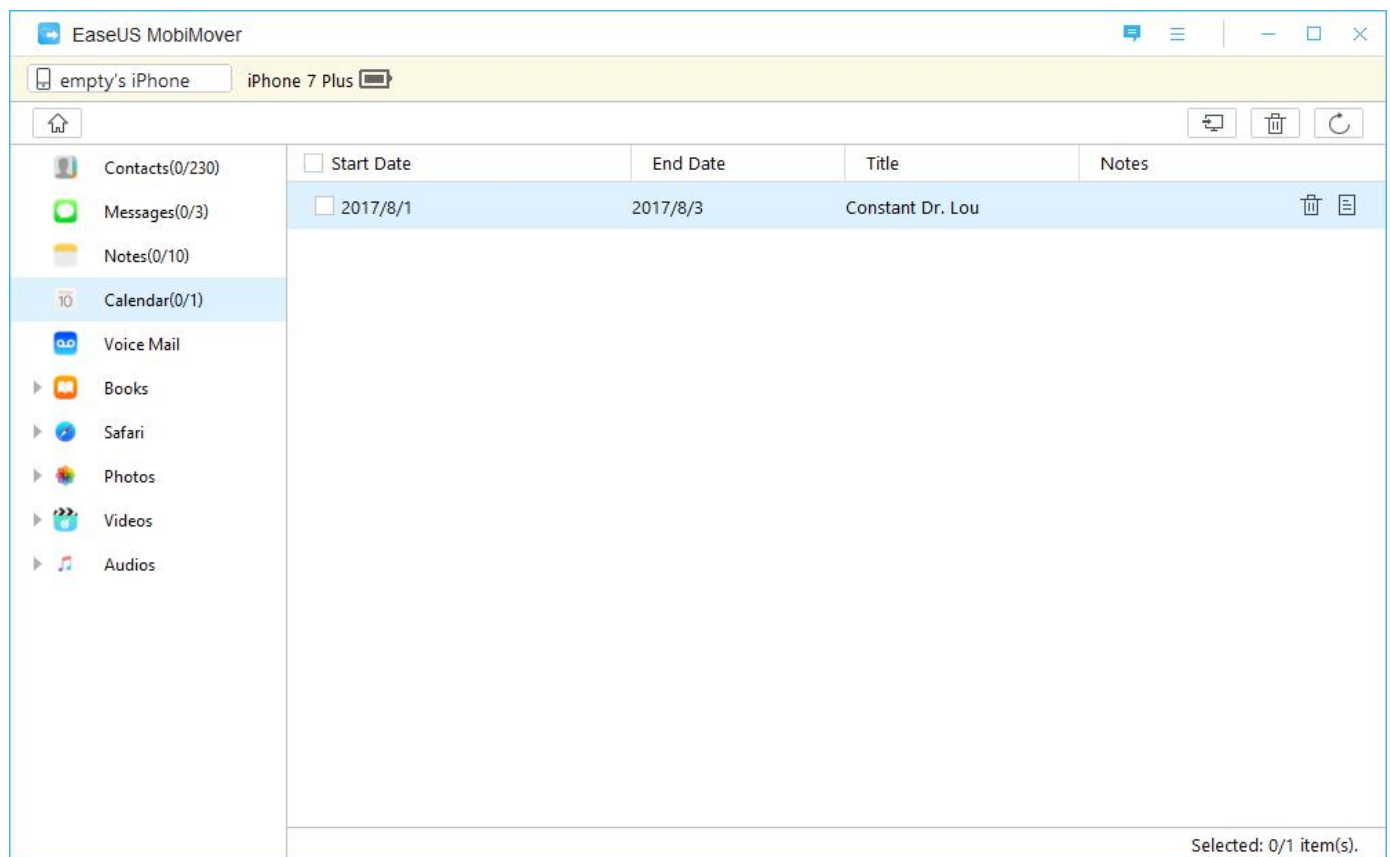 EaseUS MobiMover
empty's iPhone iPhone 7 Plus
Contacts(0/230)
Messages(0/3)
Notes(0/10)
10 Calendar(0/1)
Voice Mail
Books
Safari
Photos
Videos
Audios
Start Date End Date Title Notes
2017/8/1 2017/8/3 Constant Dr. Lou
Selected: 0/1 item(s).